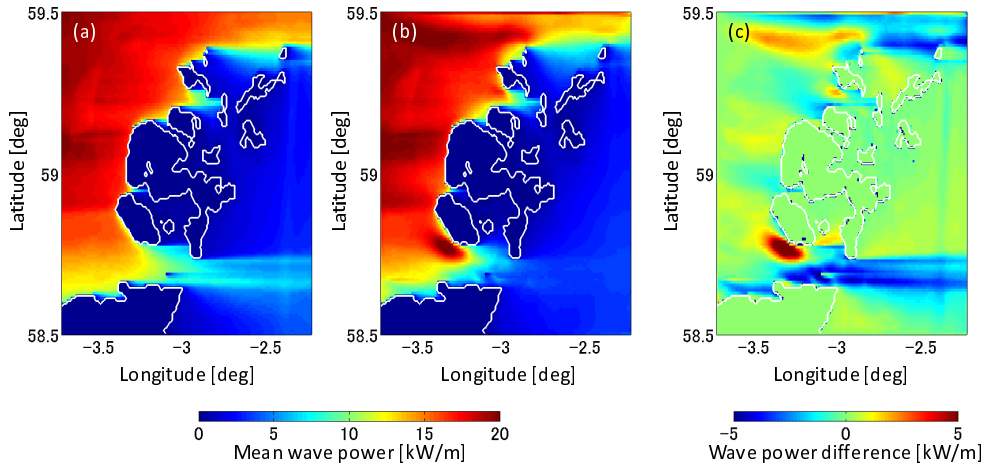 59.5
(a)
59
58.5
Latitude [deg]
−3.5
−3
−2.5
Longitude [deg]
59.5
(b)
59
58.5
Latitude [deg]
−3.5
−3
−2.5
Longitude [deg]
59.5
(c)
59
58.5
Latitude [deg]
−3.5
−3
−2.5
Longitude [deg]
0
5
10
15
20
Mean wave power [kW/m]
−5
0
5
Wave power difference [kW/m]